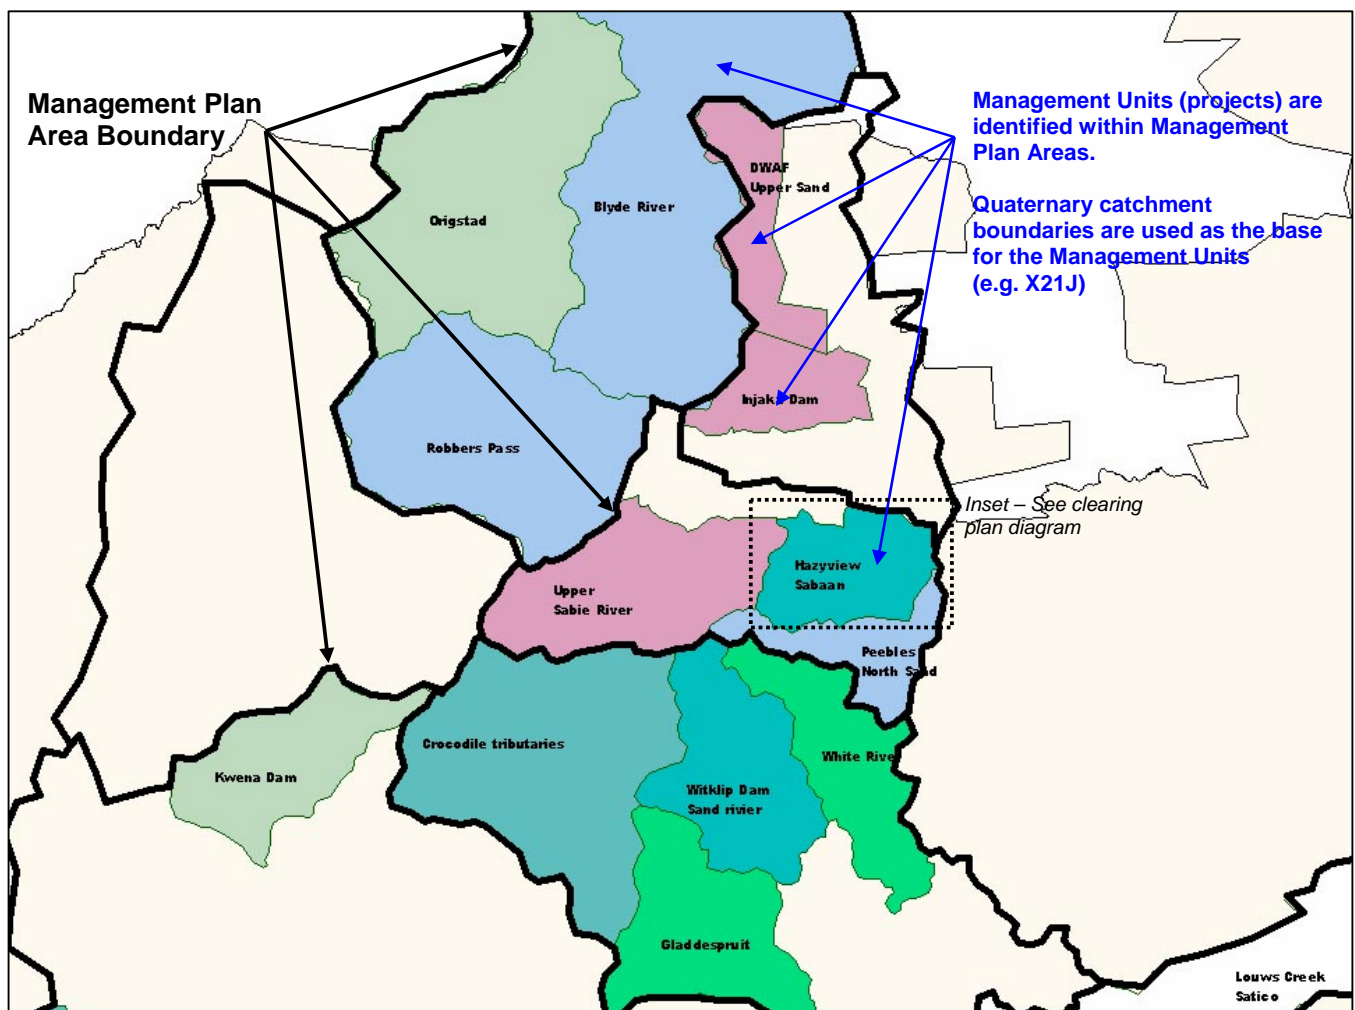 Management Plan
Area Boundary
Management Units (projects) are
identified within Management
Plan Areas.
Quaternary catchment
boundaries are used as the base
for the Management Units
(e.g. X21J)
DWAF
Upper Sand
Origstad
Blyde River
Injaka Dam
Robbers Pass
Inset – See clearing
plan diagram
Hazyview
Sabaan
Upper
Sabie River
Peebles
North Sand
Crocodile tributaries
White River
Kwena Dam
Witklip Dam
Sand rivier
Gladdespruit
Louws Creek
Satico